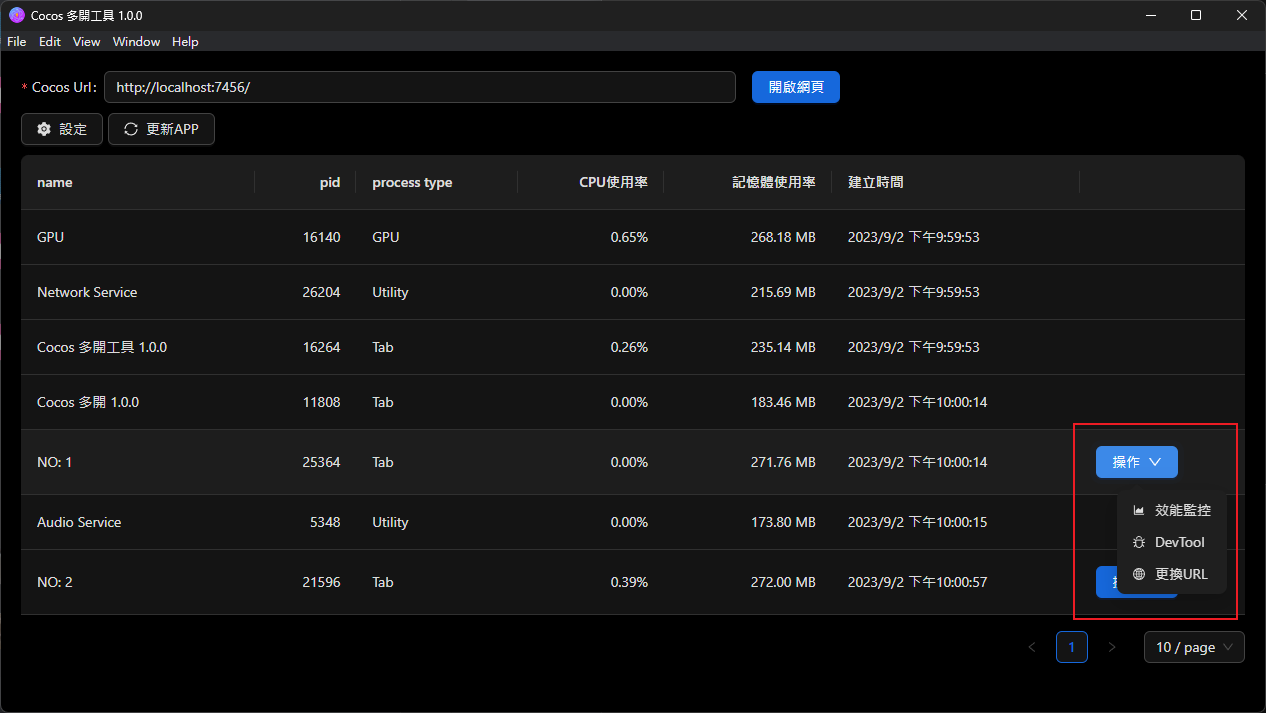 Cocos 多開工具 1.0.0
File Edit View Window Help
* Cocos Url: http://localhost:7456/ 開啟網頁
設定 更新APP
name pid process type CPU使用率 記憶體使用率 建立時間
GPU 16140 GPU 0.65% 268.18 MB 2023/9/2 下午9:59:53
Network Service 26204 Utility 0.00% 215.69 MB 2023/9/2 下午9:59:53
Cocos 多開工具 1.0.0 16264 Tab 0.26% 235.14 MB 2023/9/2 下午9:59:53
Cocos 多開 1.0.0 11808 Tab 0.00% 183.46 MB 2023/9/2 下午10:00:14
NO: 1 25364 Tab 0.00% 271.76 MB 2023/9/2 下午10:00:14 操作
效能監控
Audio Service 5348 Utility 0.00% 173.80 MB 2023/9/2 下午10:00:15
DevTool
更換URL
NO: 2 21596 Tab 0.39% 272.00 MB 2023/9/2 下午10:00:57
1 10 / page